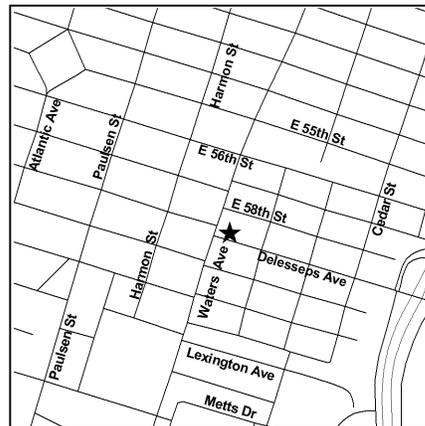 Harmon St
E 55th St
Atlantic Ave
Paulsen St
E 56th St
E 58th St
Cedar St
Harmon St
Waters Ave
Delesseps Ave
Paulsen St
Lexington Ave
Metts Dr